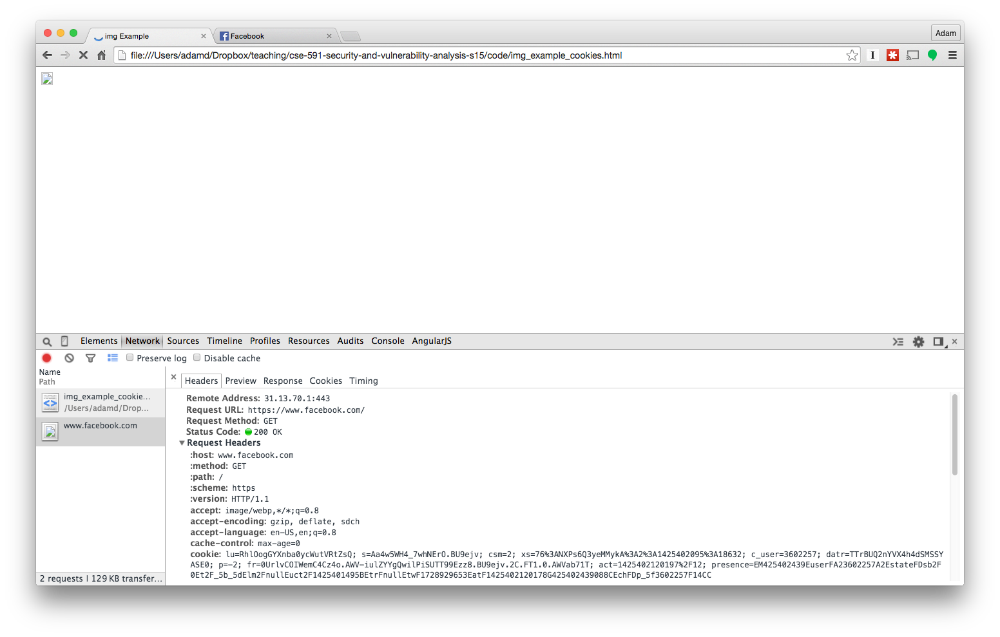 img Example
Facebook
Adam
file:///Users/adamd/Dropbox/teaching/cse-591-security-and-vulnerability-analysis-s15/code/img_example_cookies.html
Elements Network Sources Timeline Profiles Resources Audits Console AngularJS
Preserve log Disable cache
Name
Path
img_example_cookie...
/Users/adamd/Drop...
www.facebook.com
2 requests | 129 KB transfer...
Headers Preview Response Cookies Timing
Remote Address: 31.13.70.1:443
Request URL: https://www.facebook.com/
Request Method: GET
Status Code: 200 OK
Request Headers
:host: www.facebook.com
:method: GET
:path: /
:scheme: https
:version: HTTP/1.1
accept: image/webp,*/*;q=0.8
accept-encoding: gzip, deflate, sdch
accept-language: en-US,en;q=0.8
cache-control: max-age=0
cookie: lu=RhlOogGYXnba0ycWutVRtZsQ; s=Aa4w5WH4_7whNErO.BU9ejv; csm=2; xs=76%3ANXPs6Q3yeMMykA%3A2%3A1425402095%3A18632; c_user=3602257; datr=TTrBUQ2nYVX4h4dSMSSY
ASE0; p=-2; fr=0UrlvCOIWemC4Cz4o.AWV-iulZYYgQwilPiSUTT99Ezz8.BU9ejv.2C.FT1.0.AWVab71T; act=1425402120197%2F12; presence=EM425402439EuserFA23602257A2EstateFDsb2F
0Et2F_5b_5dElm2FnullEuct2F1425401495BEtrFnullEtwF1728929653EatF1425402120178G425402439088CEchFDp_5f3602257F14CC